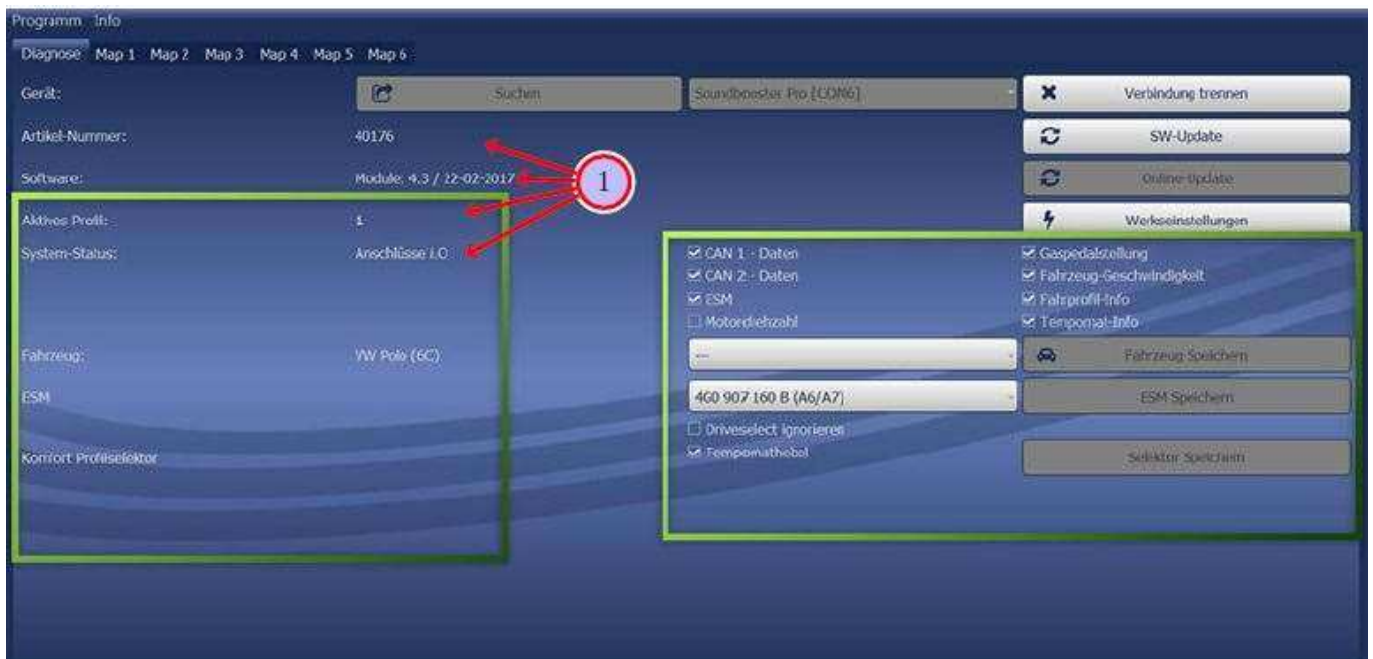 Programm Info
Diagnose Map 1 Map 2 Map 3 Map 4 Map 5 Map 6
Gerät: Suchen Soundbooster Pro [COM6] Verbindung trennen
Artikel-Nummer: 40176 SW-Update
Software: Module: 4.3 / 22-02-2017 1 Online-Update
Aktives Profil: 1 Werkseinstellungen
System-Status: Anschlüsse i.O CAN 1 - Daten Gaspedalstellung
CAN 2 - Daten Fahrzeug-Geschwindigkeit
ESM Fahrprofil-Info
Motordrehzahl Tempomat-Info
Fahrzeug: VW Polo (6C) --- Fahrzeug Speichern
ESM 4G0 907 160 B (A6/A7) ESM Speichern
Driveselect ignorieren
Komfort Profilselektor Tempomathebel Selektor Speichern